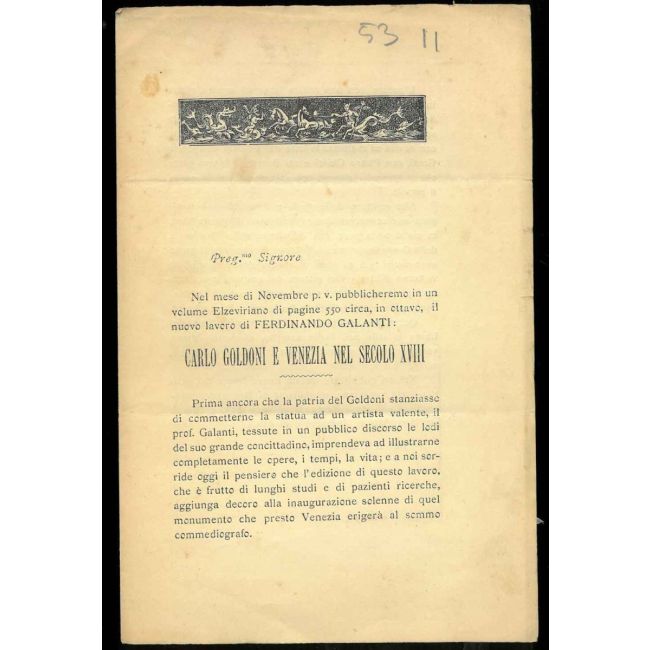 53 11
Preg.mo Signore
Nel mese di Novembre p. v. pubblicheremo in un
volume Elzeviriano di pagine 550 circa, in ottavo, il
nuovo lavoro di FERDINANDO GALANTI:
CARLO GOLDONI E VENEZIA NEL SECOLO XVIII
Prima ancora che la patria del Goldoni stanziasse
di commetterne la statua ad un artista valente, il
prof. Galanti, tessute in un pubblico discorso le lodi
del suo grande concittadino, imprendeva ad illustrarne
completamente le opere, i tempi, la vita; e a noi sor-
ride oggi il pensiero che l'edizione di questo lavoro,
che è frutto di lunghi studi e di pazienti ricerche,
aggiunga decoro alla inaugurazione solenne di quel
monumento che presto Venezia erigerà al sommo
commediografo.